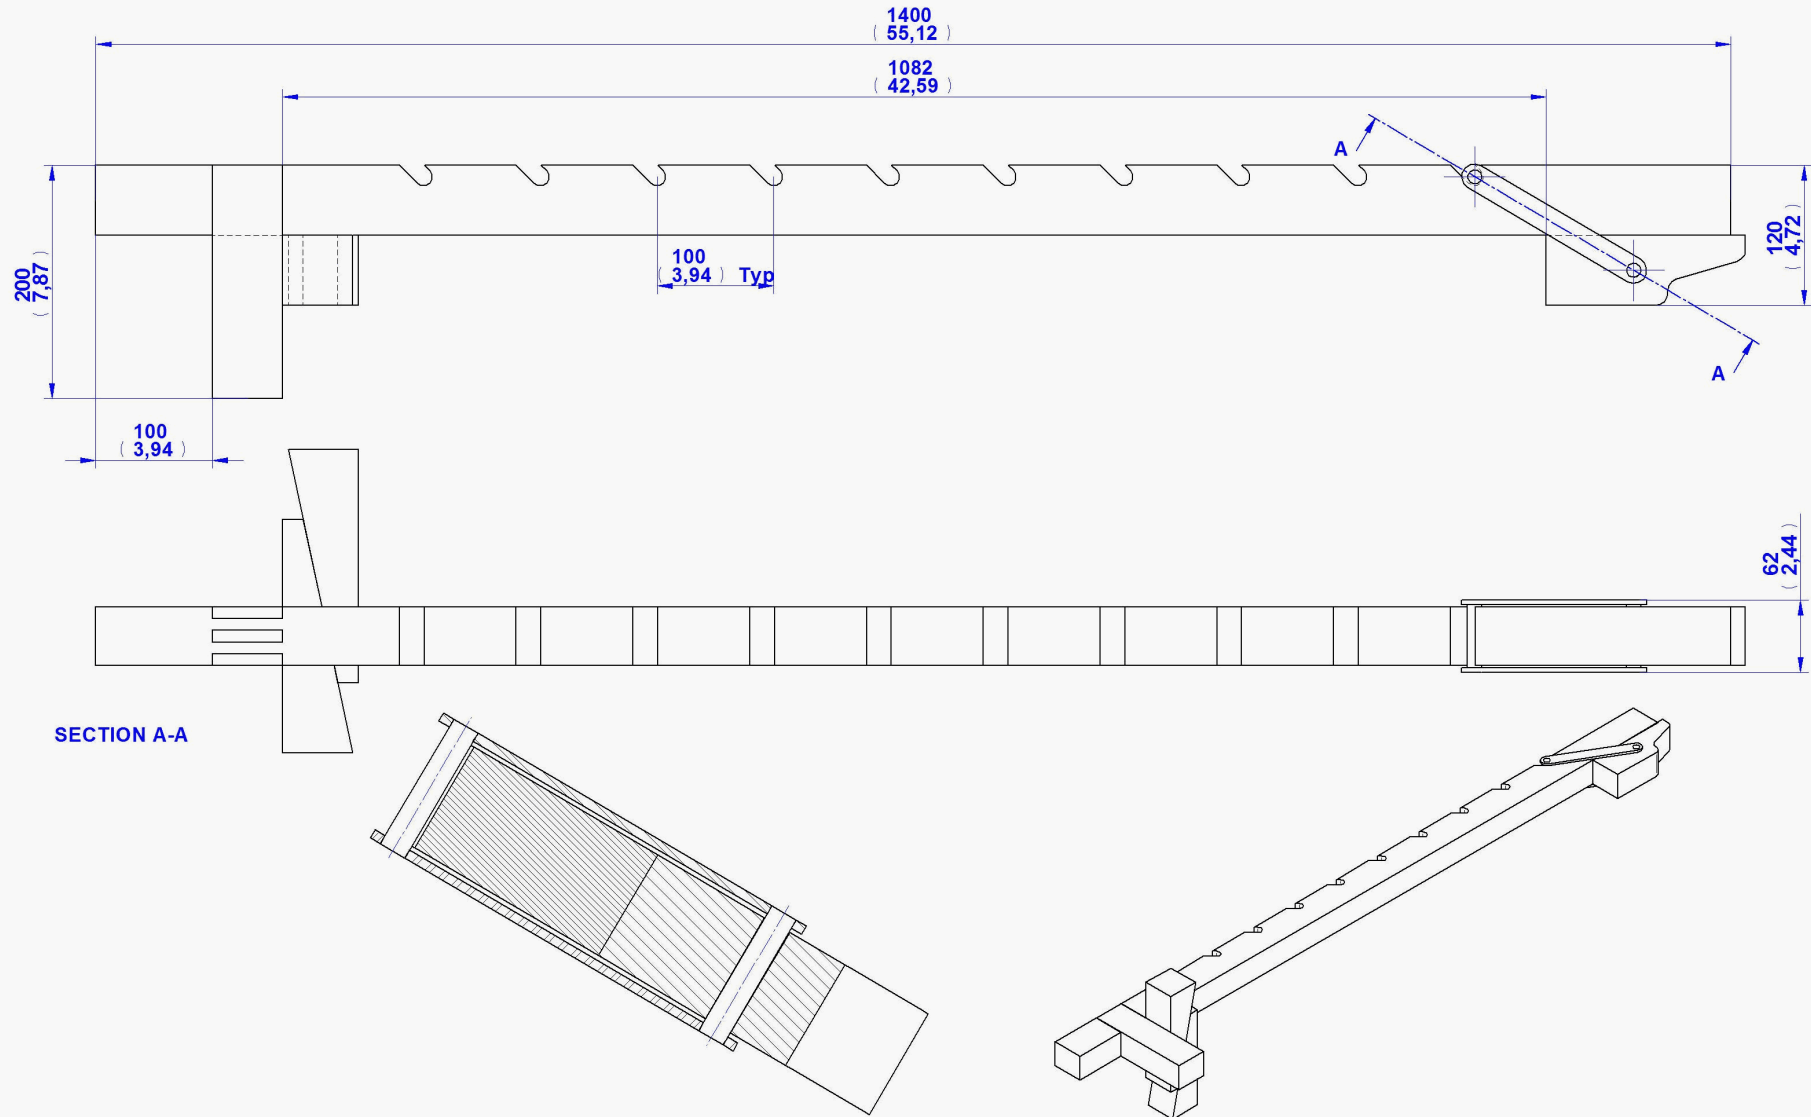 1400
( 55,12 )
1082
( 42,59 )
A
200
( 7,87 )
100
( 3,94 ) Typ
120
( 4,72 )
A
100
( 3,94 )
62
( 2,44 )
SECTION A-A